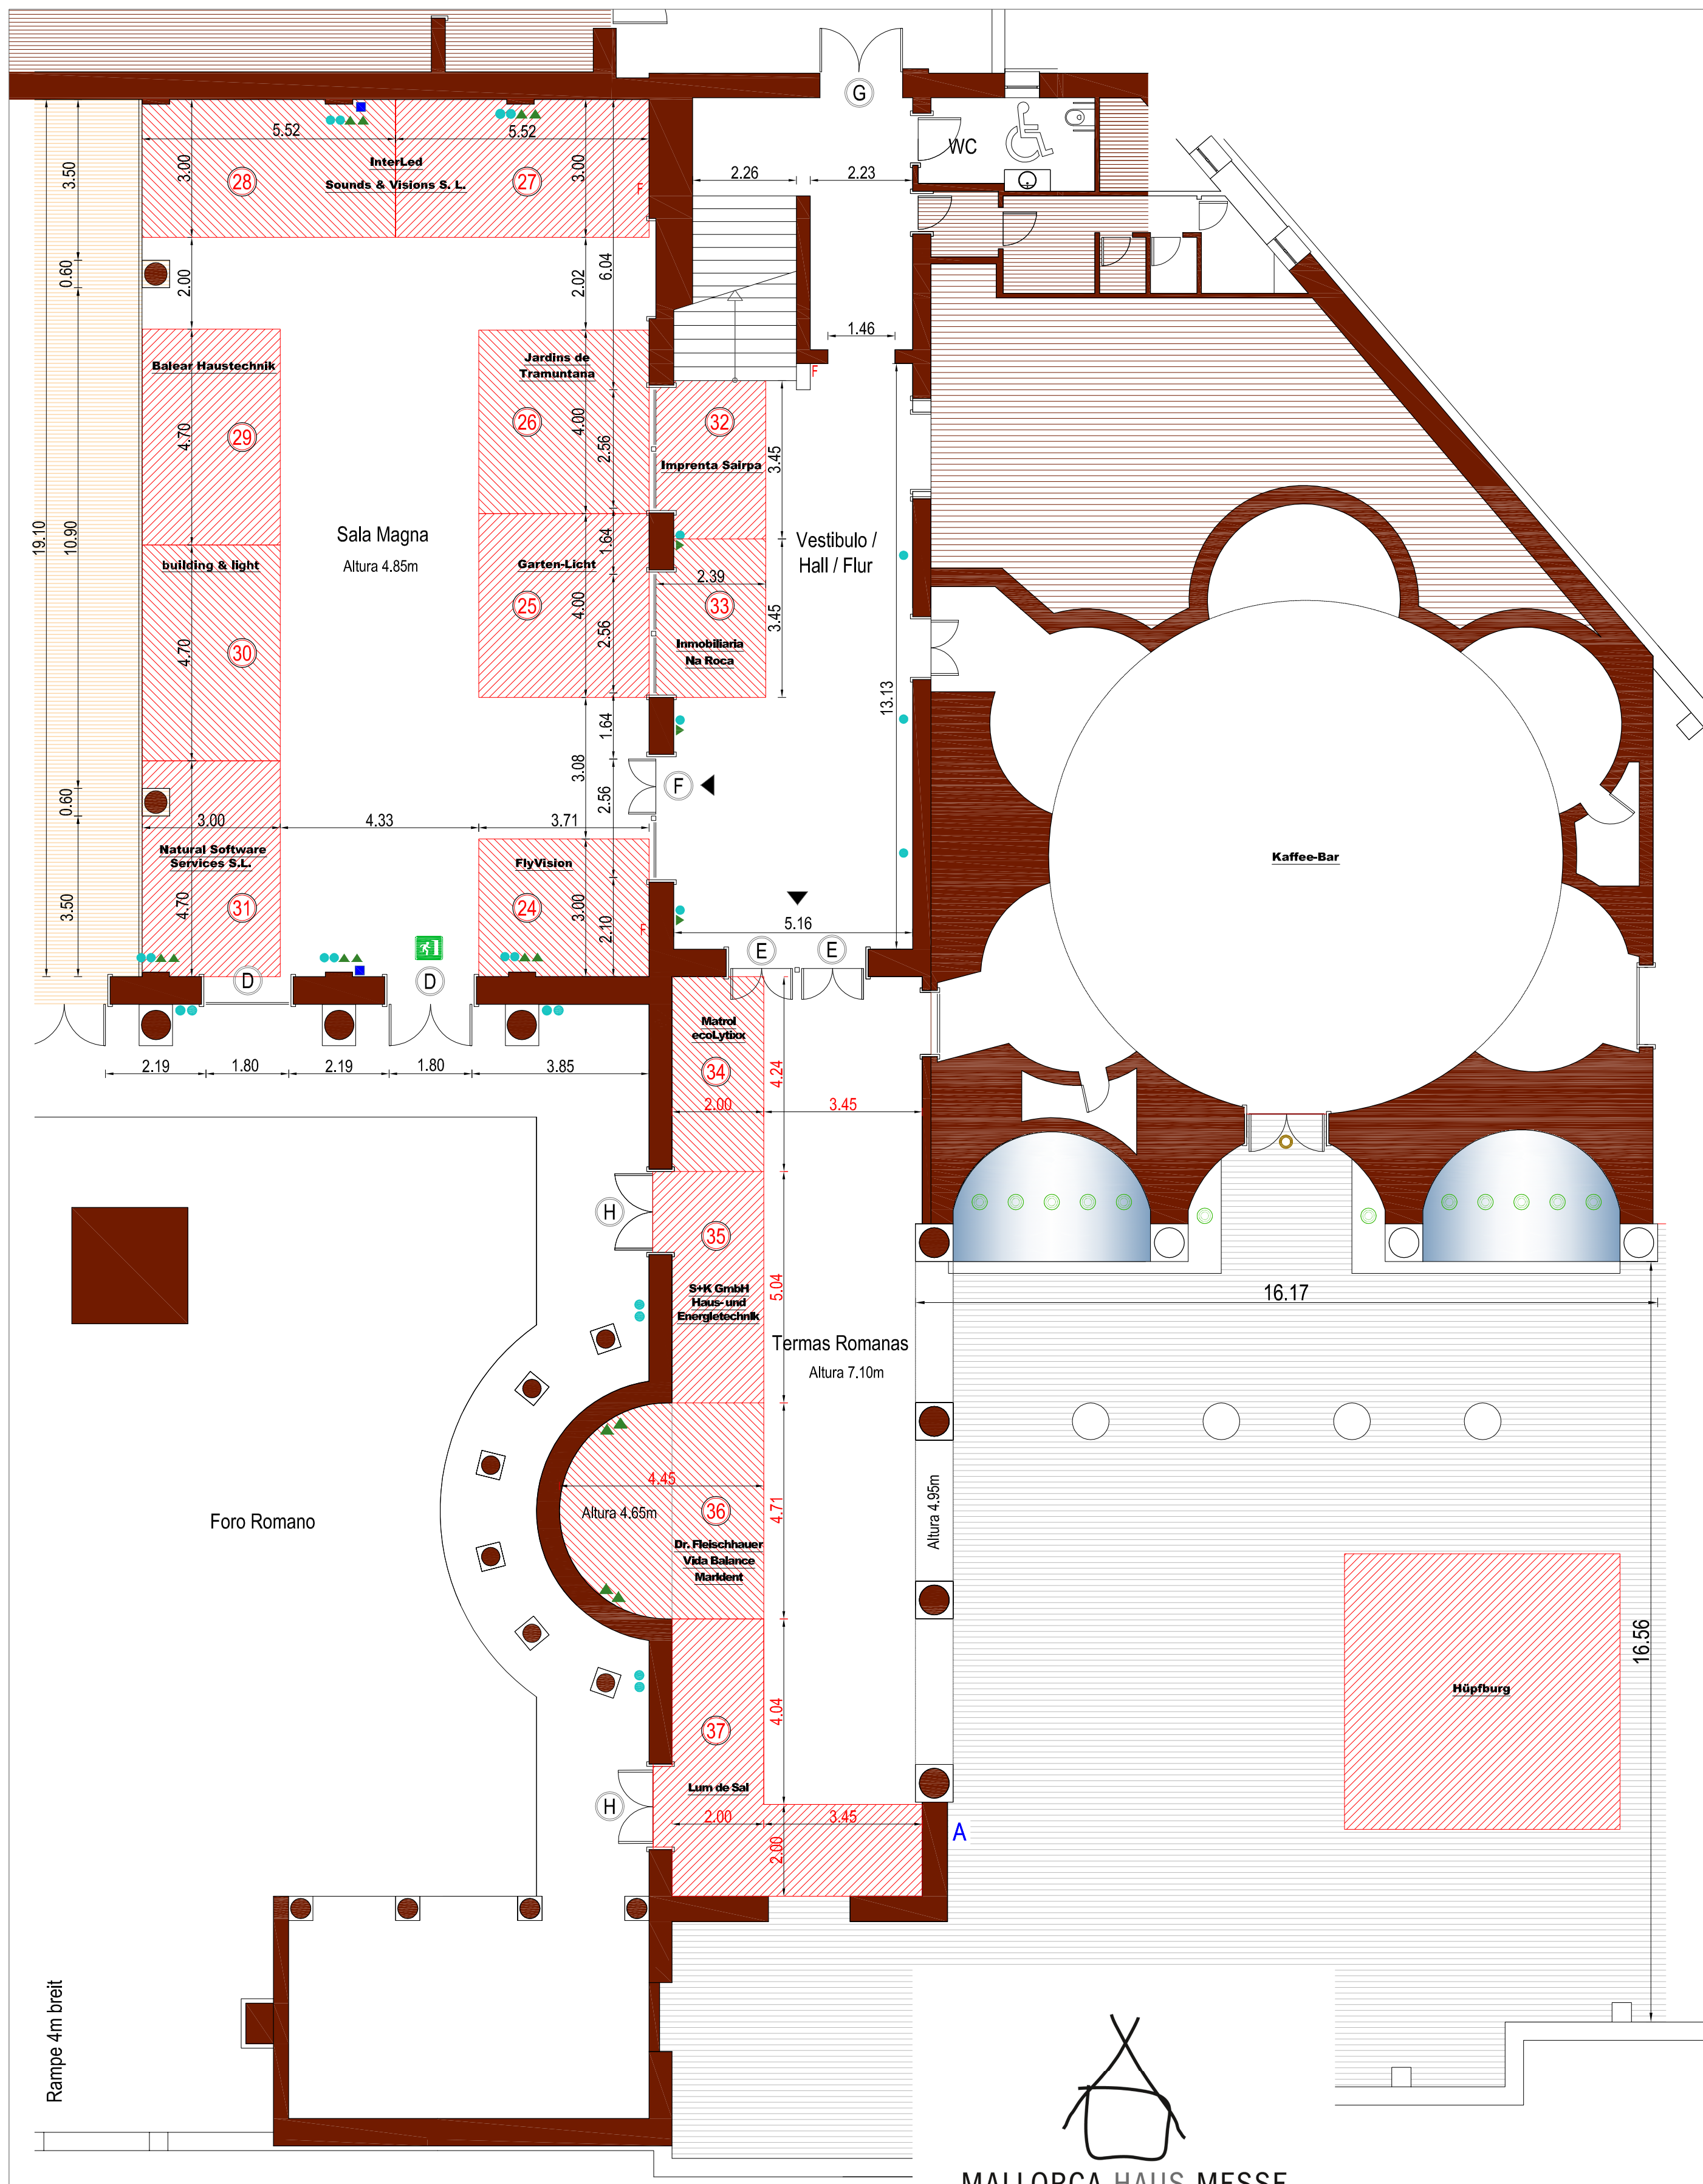 G
5.52
5.52
WC
3.50
3.00
InterLed
3.00
Sounds & Visions S. L.
28
27
F
2.26
2.23
0.60
2.00
2.02
6.04
1.46
Balear Haustechnik
Jardins de
Tramuntana
F
29
4.70
26
4.00
2.56
32
Imprenta Sairpa
3.45
19.10
10.90
Sala Magna
Altura 4.85m
1.64
Vestibulo /
Hall / Flur
building & light
Garten-Licht
2.39
25
4.00
33
3.45
2.56
30
4.70
Inmobiliaria
Na Roca
13.13
1.64
3.08
F
2.56
0.60
3.00
4.33
3.71
Natural Software
Services S.L.
FlyVision
Kaffee-Bar
3.50
31
4.70
24
3.00
2.10
F
5.16
E
E
D
D
2.19
1.80
2.19
1.80
3.85
Matrol
ecoLytixx
34
4.24
2.00
3.45
H
35
S+K GmbH
Haus- und
Energietechnik
5.04
16.17
Termas Romanas
Altura 7.10m
4.45
Altura 4.65m
36
4.71
Altura 4.95m
Foro Romano
Dr. Fleischhauer
Vida Balance
Markdent
16.56
Hüpfburg
37
4.04
Lum de Sal
H
2.00
3.45
2.00
A
Rampe 4m breit
MALLORCA HAUS MESSE